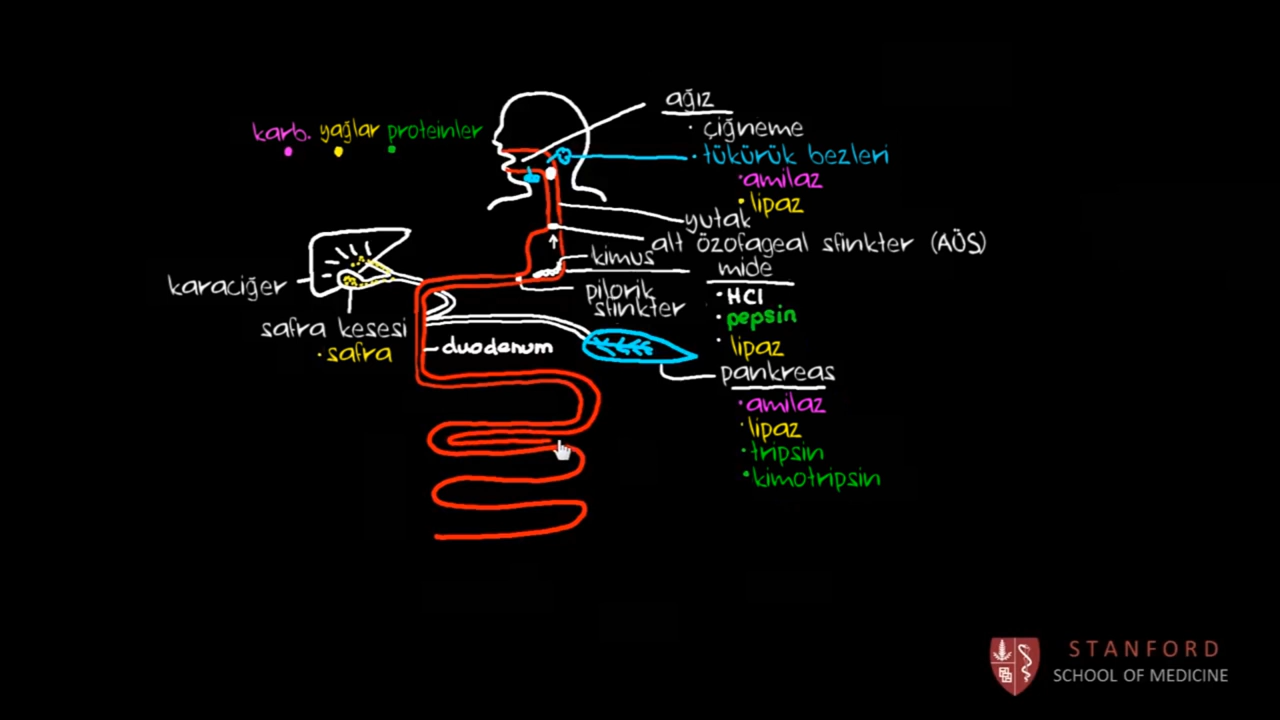 ağız
· çiğneme
karb. yağlar proteinler
· tükürük bezleri
· amilaz
· lipaz
yutak
alt özofageal sfinkter (AÜS)
kimus
mide
karaciğer
pilorik
sfinkter
· HCl
· pepsin
· lipaz
safra kesesi
· safra
duodenum
pankreas
· amilaz
· lipaz
· tripsin
· kimotripsin
STANFORD
SCHOOL OF MEDICINE